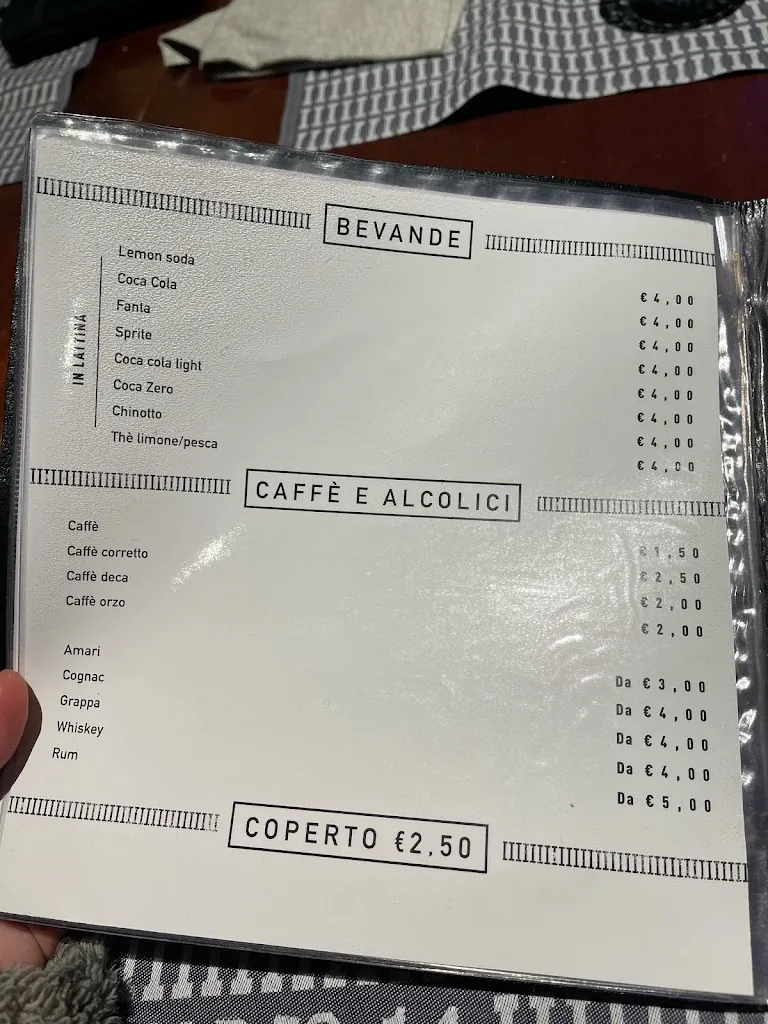 BEVANDE
IN LATTINA
Lemon soda € 4,00
Coca Cola € 4,00
Fanta € 4,00
Sprite € 4,00
Coca cola light € 4,00
Coca Zero € 4,00
Chinotto € 4,00
Thè limone/pesca € 4,00
CAFFÈ E ALCOLICI
Caffè € 1,50
Caffè corretto € 2,50
Caffè deca € 2,00
Caffè orzo € 2,00
Amari Da € 3,00
Cognac Da € 4,00
Grappa Da € 4,00
Whiskey Da € 4,00
Rum Da € 5,00
COPERTO €2,50